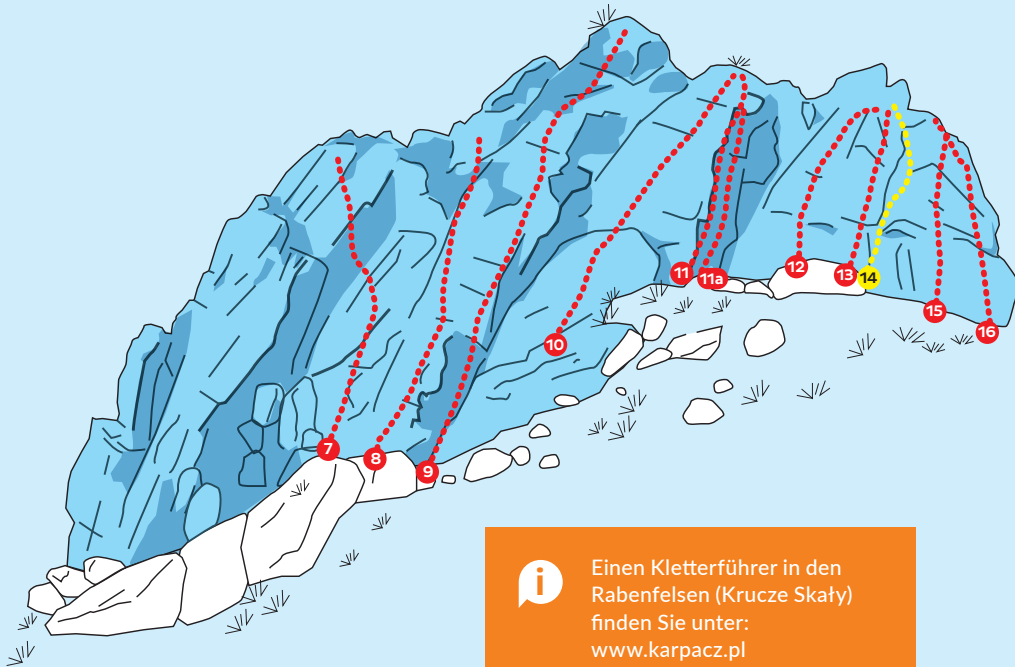 7
8
9
10
11
11a
12
13
14
15
16
i
Einen Kletterführer in den
Rabenfelsen (Krucze Skały)
finden Sie unter:
www.karpacz.pl